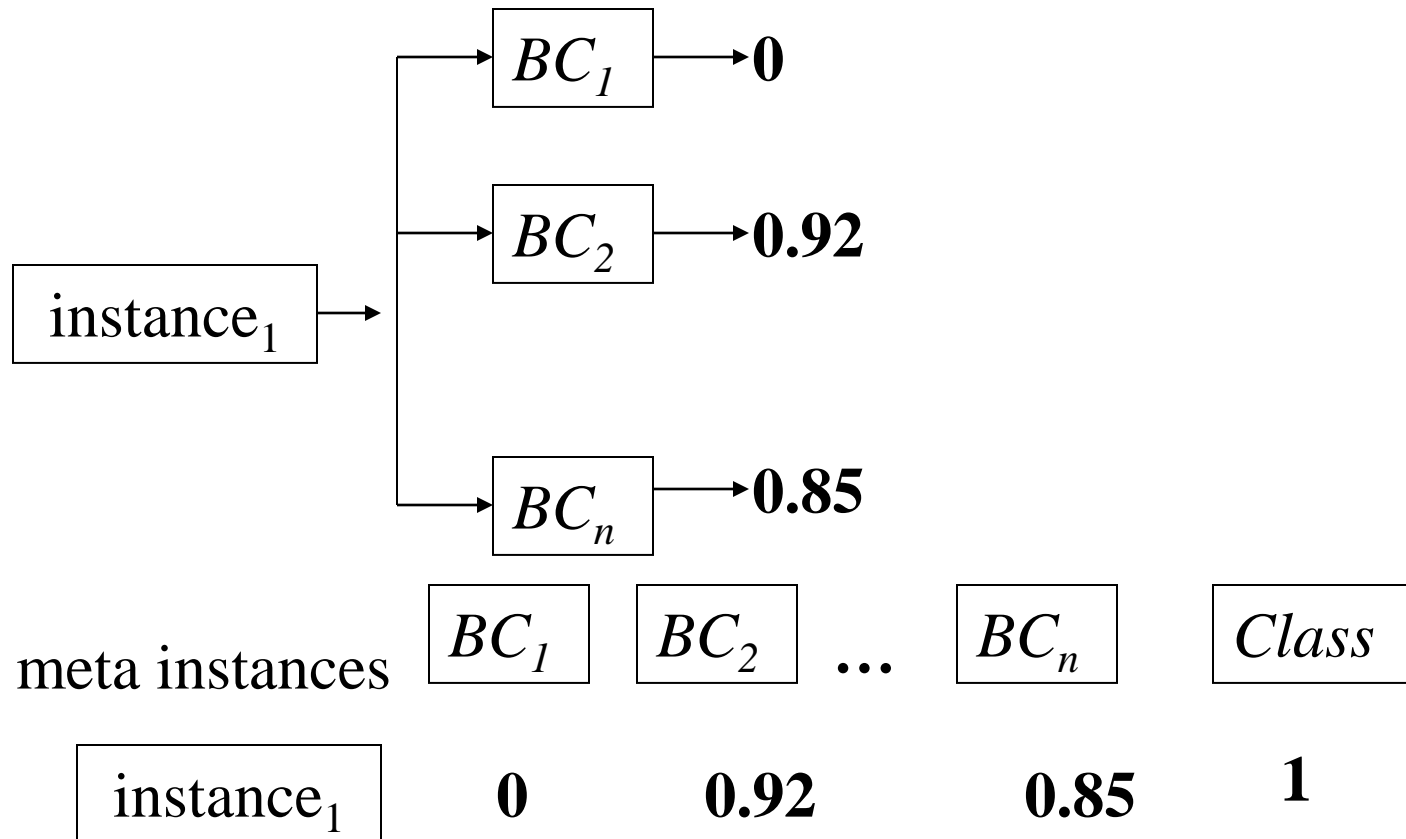 BC₁ 0
BC₂ 0.92
instance₁
BCₙ 0.85
meta instances BC₁ BC₂ … BCₙ Class
instance₁ 0 0.92 0.85 1